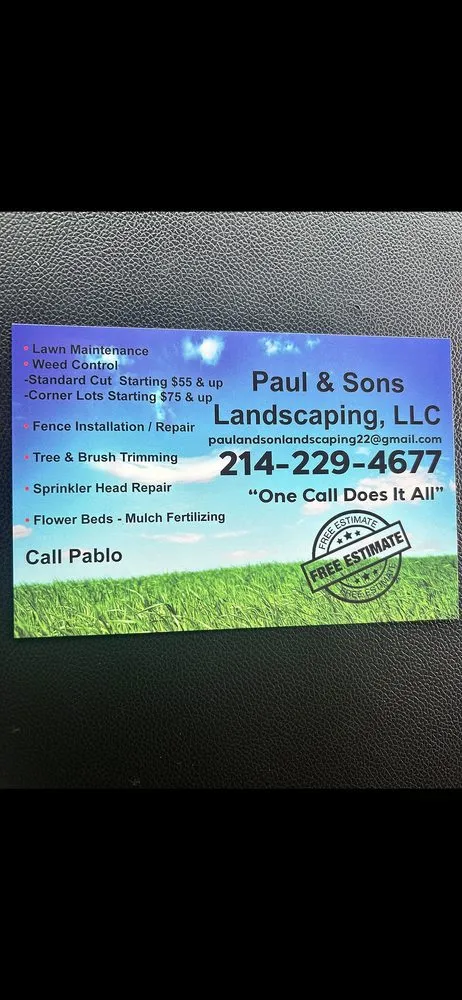 • Lawn Maintenance
• Weed Control
-Standard Cut Starting $55 & up
-Corner Lots Starting $75 & up
• Fence Installation / Repair
• Tree & Brush Trimming
• Sprinkler Head Repair
• Flower Beds - Mulch Fertilizing
Call Pablo
Paul & Sons
Landscaping, LLC
paulandsonlandscaping22@gmail.com
214-229-4677
“One Call Does It All”
FREE ESTIMATE
FREE ESTIMATE
FREE ESTIMATE